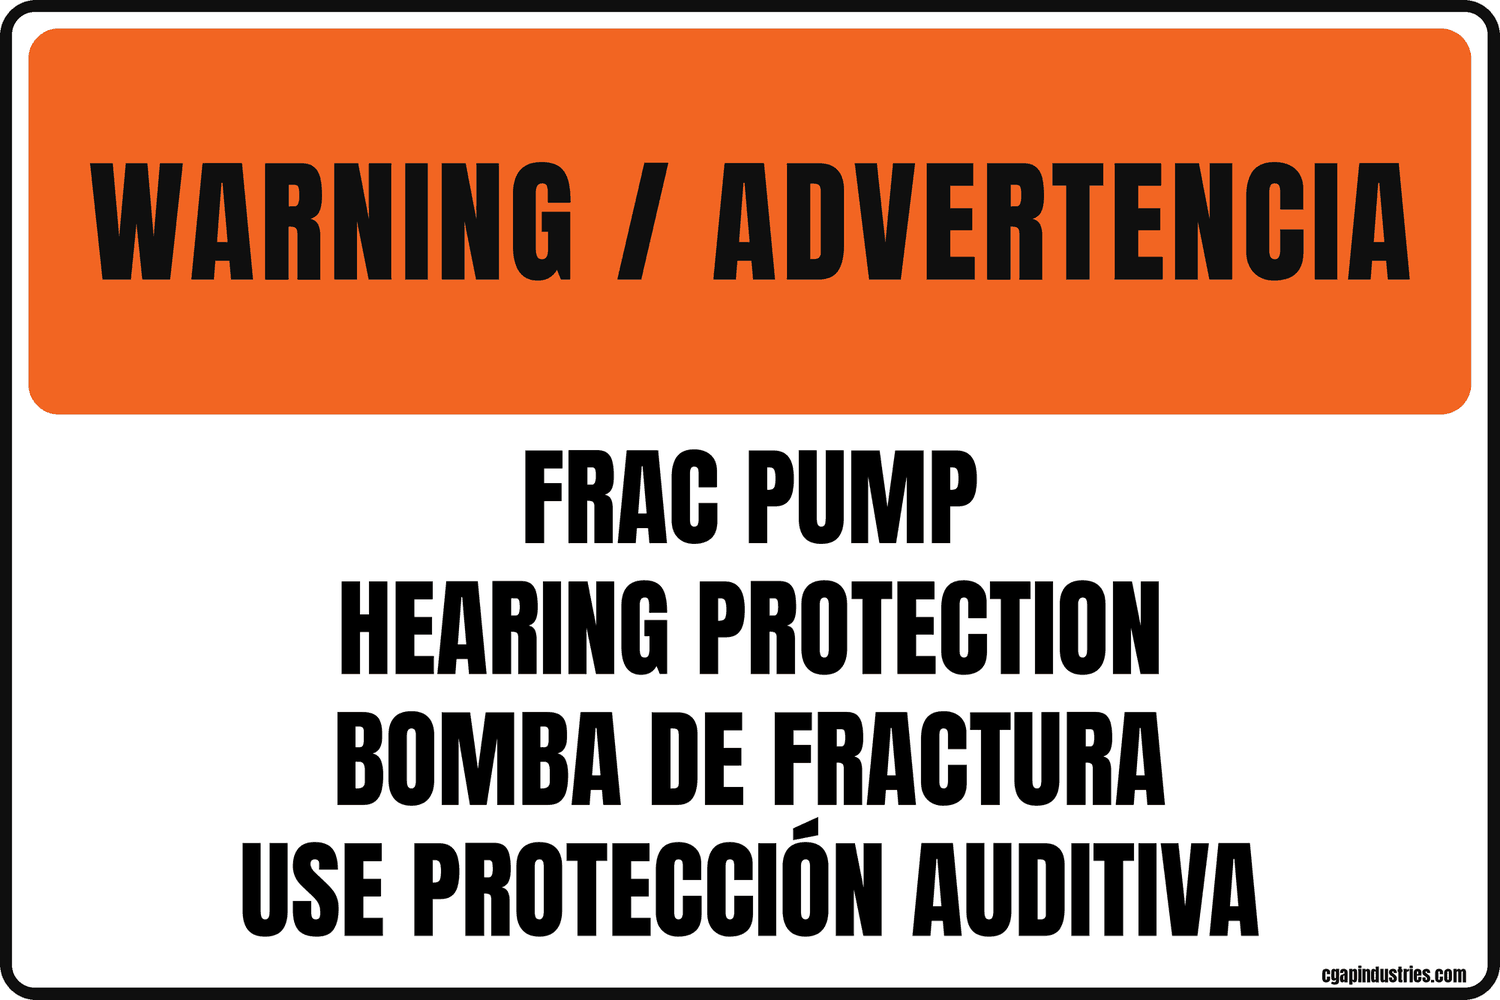 WARNING / ADVERTENCIA
FRAC PUMP
HEARING PROTECTION
BOMBA DE FRACTURA
USE PROTECCIÓN AUDITIVA
cgapindustries.com